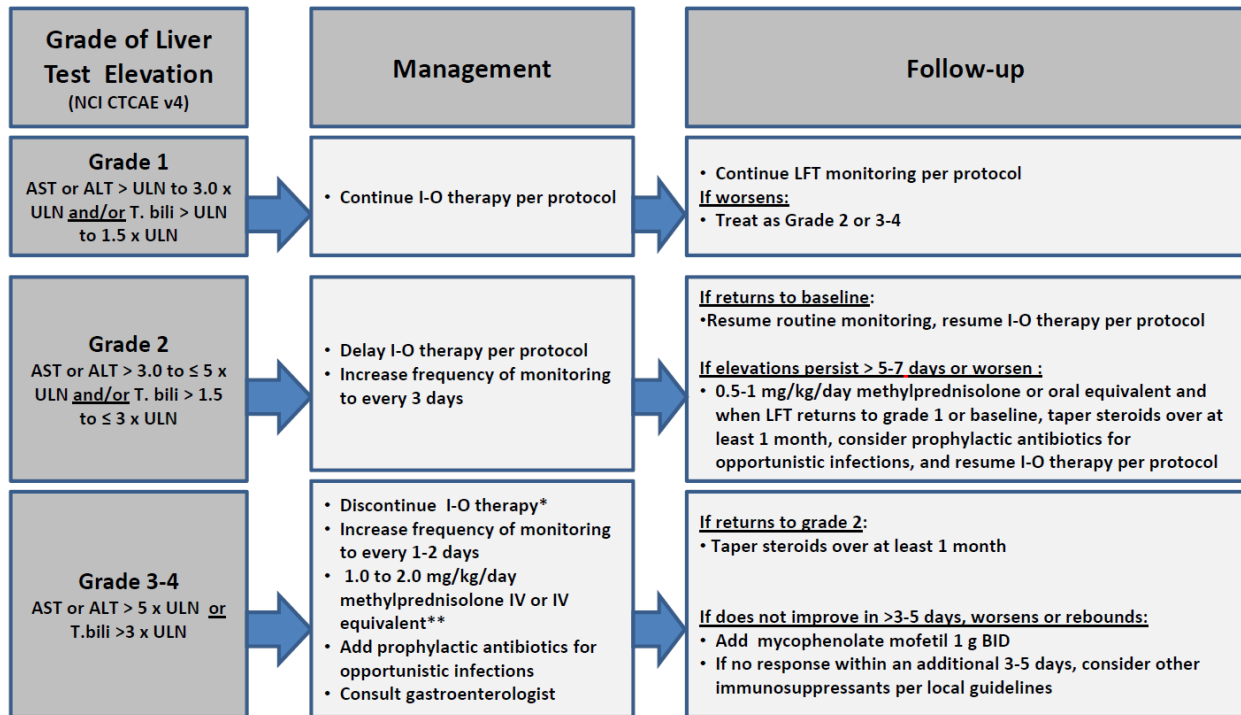 Grade of Liver
Test Elevation
(NCI CTCAE v4)
Management
Follow-up
Grade 1
AST or ALT > ULN to 3.0 x
ULN and/or T. bili > ULN
to 1.5 x ULN
• Continue I-O therapy per protocol
• Continue LFT monitoring per protocol
If worsens:
• Treat as Grade 2 or 3-4
Grade 2
AST or ALT > 3.0 to ≤ 5 x
ULN and/or T. bili > 1.5
to ≤ 3 x ULN
• Delay I-O therapy per protocol
• Increase frequency of monitoring
to every 3 days
If returns to baseline:
•Resume routine monitoring, resume I-O therapy per protocol
If elevations persist > 5-7 days or worsen :
• 0.5-1 mg/kg/day methylprednisolone or oral equivalent and
when LFT returns to grade 1 or baseline, taper steroids over at
least 1 month, consider prophylactic antibiotics for
opportunistic infections, and resume I-O therapy per protocol
Grade 3-4
AST or ALT > 5 x ULN or
T.bili >3 x ULN
• Discontinue I-O therapy*
• Increase frequency of monitoring
to every 1-2 days
• 1.0 to 2.0 mg/kg/day
methylprednisolone IV or IV
equivalent**
• Add prophylactic antibiotics for
opportunistic infections
• Consult gastroenterologist
If returns to grade 2:
• Taper steroids over at least 1 month
If does not improve in >3-5 days, worsens or rebounds:
• Add mycophenolate mofetil 1 g BID
• If no response within an additional 3-5 days, consider other
immunosuppressants per local guidelines